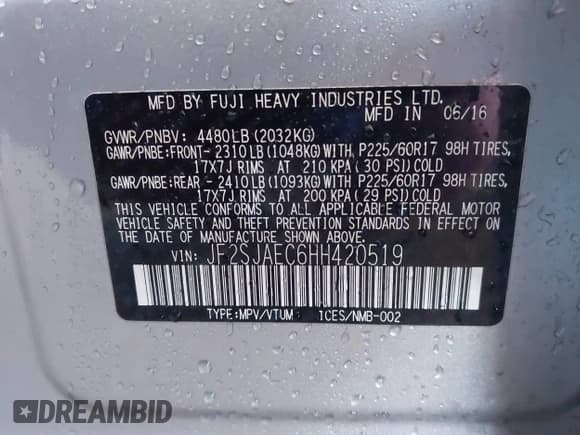 MFD BY FUJI HEAVY INDUSTRIES LTD.
MFD IN 06/16
GVWR/PNBV: 4480LB(2032KG)
GAWR/PNBE:FRONT-2310LB(1048KG)WITH P225/60R17 98H TIRES,
17X7J RIMS AT 210 KPA(30 PSI)COLD
GAWR/PNBE:REAR -2410LB(1093KG)WITH P225/60R17 98H TIRES,
17X7J RIMS AT 200 KPA(29 PSI)COLD
THIS VEHICLE CONFORMS TO ALL APPLICABLE FEDERAL MOTOR
VEHICLE SAFETY AND THEFT PREVENTION STANDARDS IN EFFECT ON
THE DATE OF MANUFACTURE SHOWN ABOVE.
VIN: JF2SJAEC6HH420519
TYPE:MPV/VTUM 1CES/NMB-002
DREAMBID